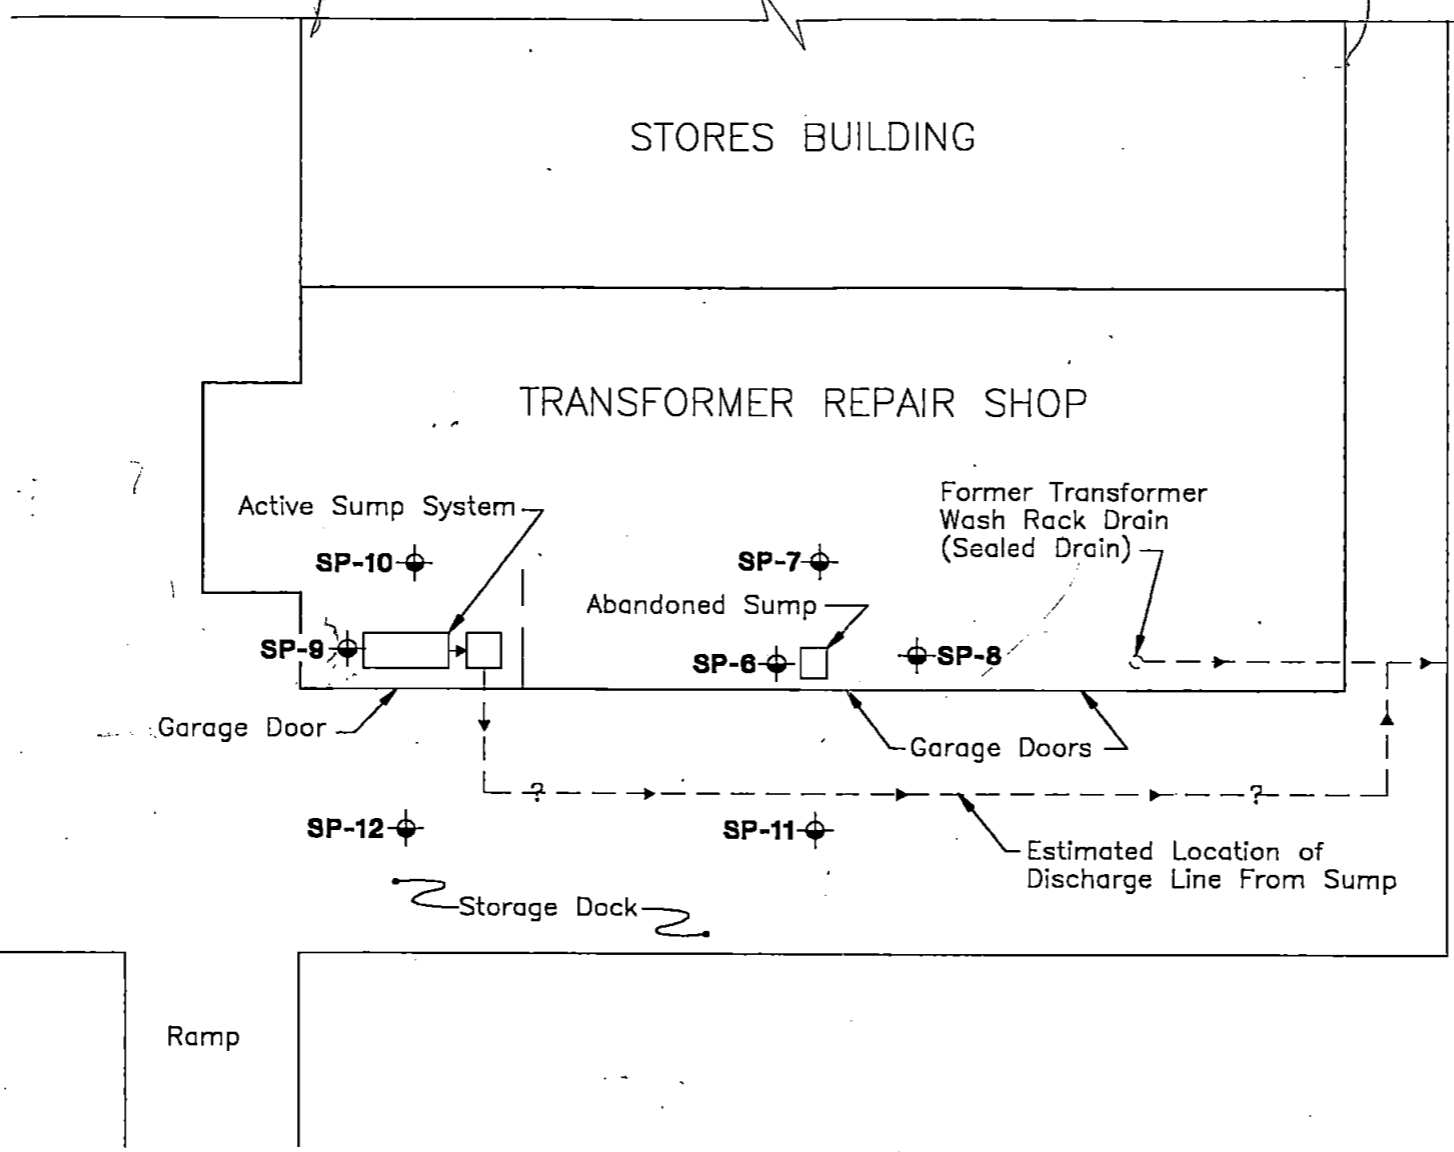 STORES BUILDING
TRANSFORMER REPAIR SHOP
Active Sump System
Former Transformer
Wash Rack Drain
(Sealed Drain)
SP-10
SP-7
Abandoned Sump
SP-9
SP-6
SP-8
Garage Door
Garage Doors
?
?
SP-12
SP-11
Estimated Location of
Discharge Line From Sump
Storage Dock
Ramp